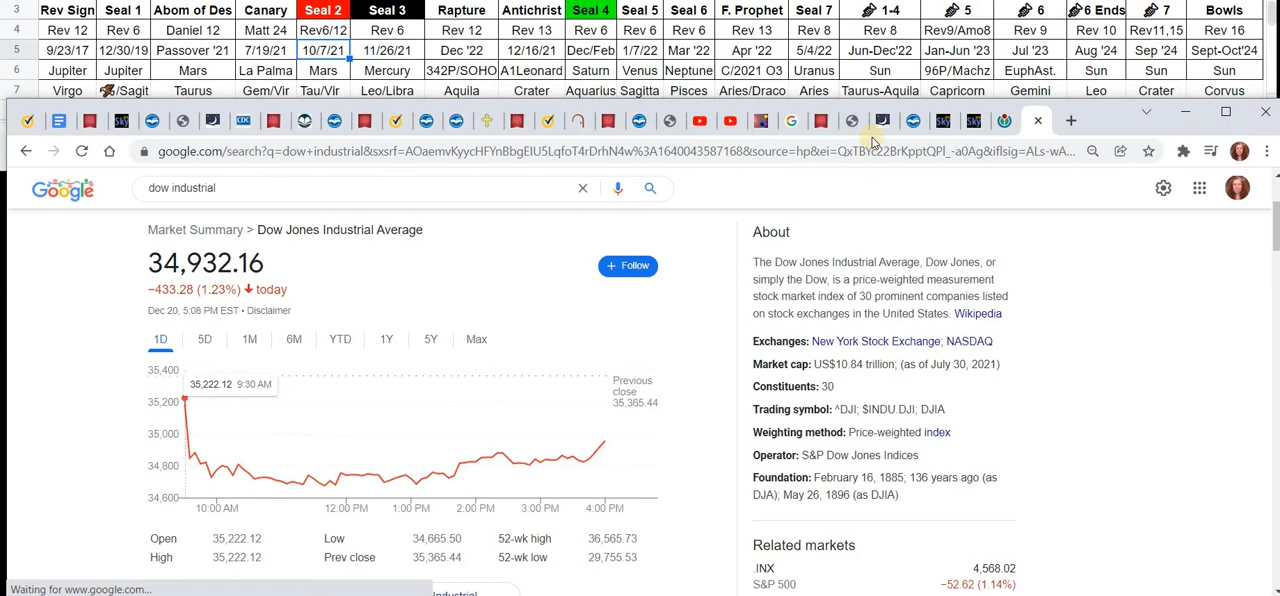 3 Rev Sign Seal 1 Abom of Des Canary Seal 2 Seal 3 Rapture Antichrist Seal 4 Seal 5 Seal 6 F. Prophet Seal 7 1-4 5 6 6 Ends 7 Bowls
4 Rev 12 Rev 6 Daniel 12 Matt 24 Rev6/12 Rev 6 Rev 12 Rev 13 Rev 6 Rev 6 Rev 6 Rev 13 Rev 8 Rev 8 Rev9/Amo8 Rev 9 Rev 10 Rev11,15 Rev 16
5 9/23/17 12/30/19 Passover '21 7/19/21 10/7/21 11/26/21 Dec '22 12/16/21 Dec/Feb 1/7/22 Mar '22 Apr '22 5/4/22 Jun-Dec'22 Jan-Jun '23 Jul '23 Aug '24 Sep '24 Sept-Oct'24
6 Jupiter Jupiter Mars La Palma Mars Mercury 342P/SOHO A1Leonard Saturn Venus Neptune C/2021 O3 Uranus Sun 96P/Machz EuphAst. Sun Sun Sun
7 Virgo /Sagit Taurus Gem/Vir Tau/Vir Leo/Libra Aquila Crater Aquarius Sagitta Pisces Aries/Draco Aries Taurus-Aquila Capricorn Gemini Leo Crater Corvus
google.com/search?q=dow+industrial&sxsrf=
Google dow industrial
Market Summary > Dow Jones Industrial Average
34,932.16
+ Follow
−433.28 (1.23%) today
Dec 20, 5:08 PM EST • Disclaimer
1D 5D 1M 6M YTD 1Y 5Y Max
35,400
35,222.12 9:30 AM
35,200
35,000
34,800
34,600
Previous
close
35,365.44
10:00 AM 12:00 PM 1:00 PM 2:00 PM 3:00 PM 4:00 PM
Open 35,222.12 Low 34,665.50 52-wk high 36,565.73
High 35,222.12 Prev close 35,365.44 52-wk low 29,755.53
Industrial
About
The Dow Jones Industrial Average, Dow Jones, or
simply the Dow, is a price-weighted measurement
stock market index of 30 prominent companies listed
on stock exchanges in the United States. Wikipedia
Exchanges: New York Stock Exchange; NASDAQ
Market cap: US$10.84 trillion; (as of July 30, 2021)
Constituents: 30
Trading symbol: ^DJI; $INDU.DJI; DJIA
Weighting method: Price-weighted index
Operator: S&P Dow Jones Indices
Foundation: February 16, 1885; 136 years ago (as
DJA); May 26, 1896 (as DJIA)
Related markets
.INX 4,568.02
S&P 500 −52.62 (1.14%)
Waiting for www.google.com...